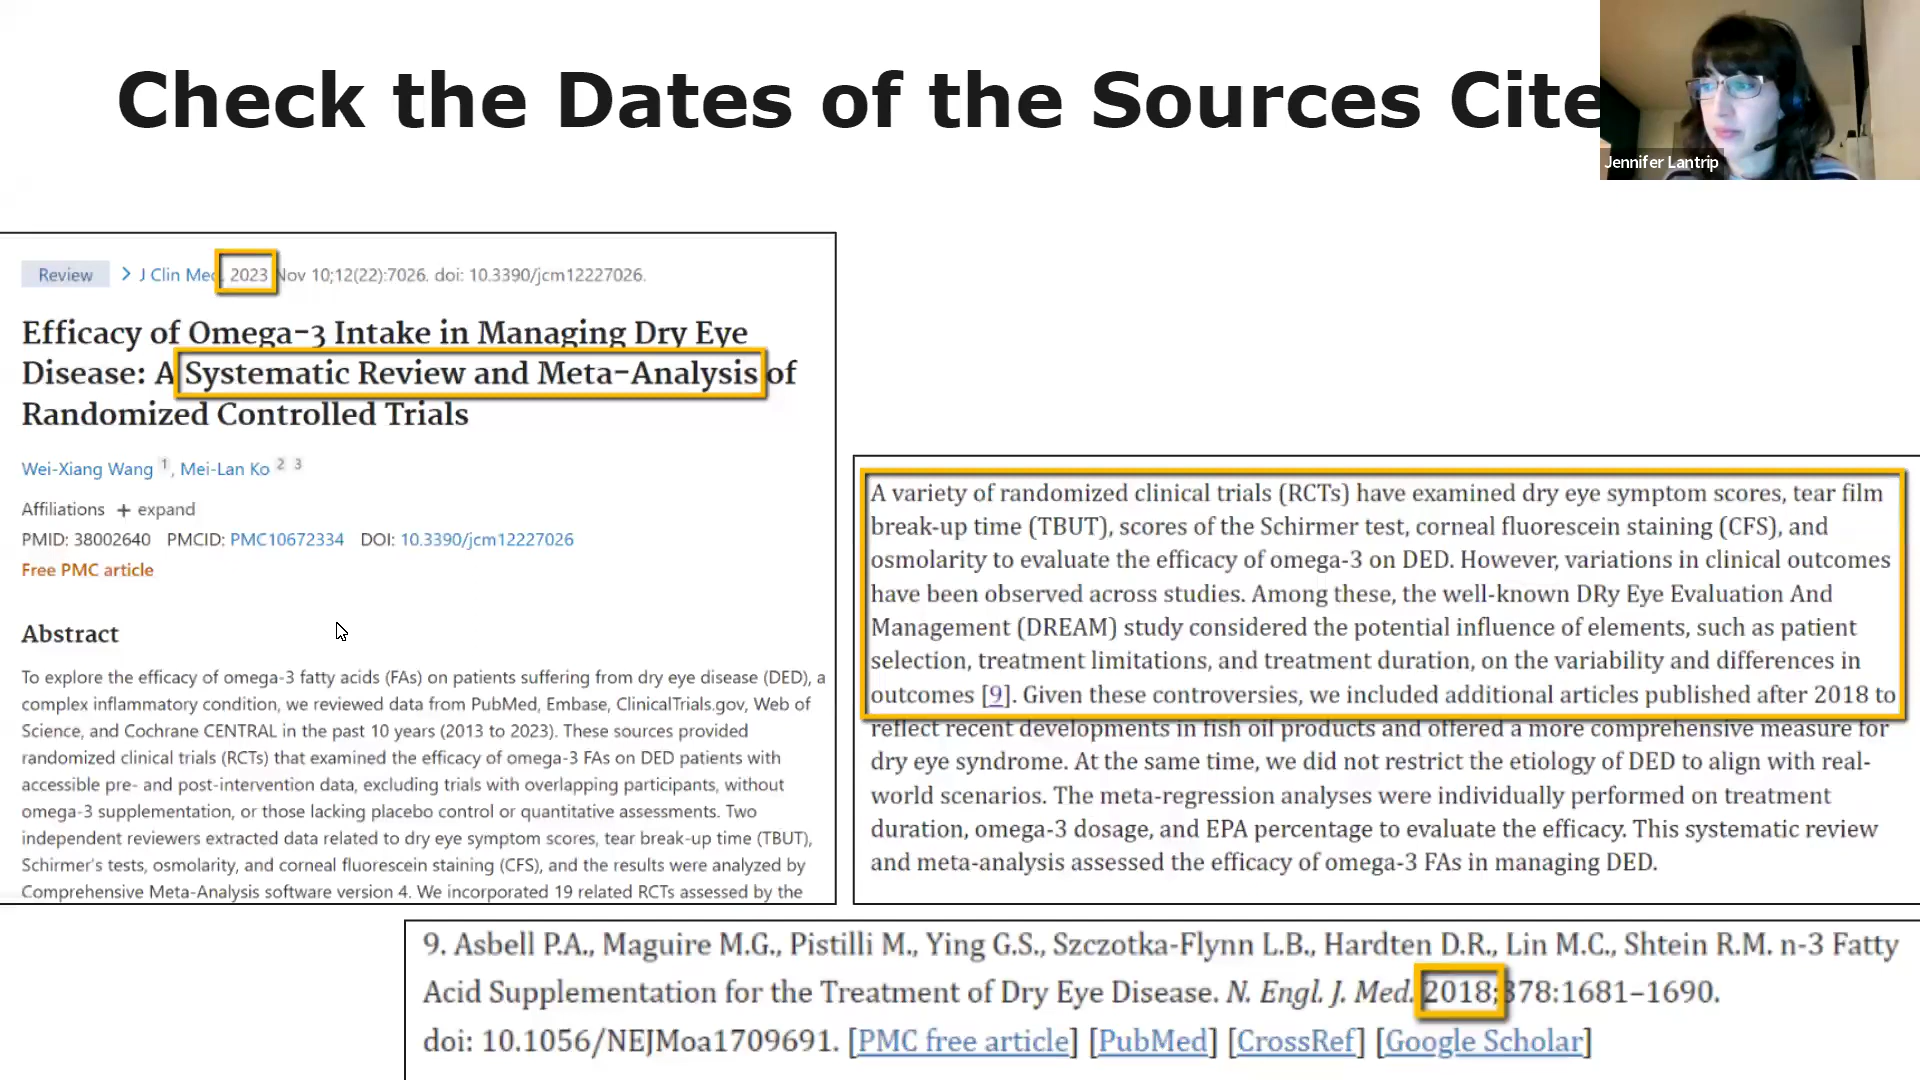 Check the Dates of the Sources Cite
Jennifer Lantrip
Review > J Clin Med. 2023 Nov 10;12(22):7026. doi: 10.3390/jcm12227026.
Efficacy of Omega-3 Intake in Managing Dry Eye
Disease: A Systematic Review and Meta-Analysis of
Randomized Controlled Trials
Wei-Xiang Wang 1, Mei-Lan Ko 2 3
Affiliations + expand
PMID: 38002640 PMCID: PMC10672334 DOI: 10.3390/jcm12227026
Free PMC article
Abstract
To explore the efficacy of omega-3 fatty acids (FAs) on patients suffering from dry eye disease (DED), a
complex inflammatory condition, we reviewed data from PubMed, Embase, ClinicalTrials.gov, Web of
Science, and Cochrane CENTRAL in the past 10 years (2013 to 2023). These sources provided
randomized clinical trials (RCTs) that examined the efficacy of omega-3 FAs on DED patients with
accessible pre- and post-intervention data, excluding trials with overlapping participants, without
omega-3 supplementation, or those lacking placebo control or quantitative assessments. Two
independent reviewers extracted data related to dry eye symptom scores, tear break-up time (TBUT),
Schirmer's tests, osmolarity, and corneal fluorescein staining (CFS), and the results were analyzed by
Comprehensive Meta-Analysis software version 4. We incorporated 19 related RCTs assessed by the
A variety of randomized clinical trials (RCTs) have examined dry eye symptom scores, tear film
break-up time (TBUT), scores of the Schirmer test, corneal fluorescein staining (CFS), and
osmolarity to evaluate the efficacy of omega-3 on DED. However, variations in clinical outcomes
have been observed across studies. Among these, the well-known DRy Eye Evaluation And
Management (DREAM) study considered the potential influence of elements, such as patient
selection, treatment limitations, and treatment duration, on the variability and differences in
outcomes [9]. Given these controversies, we included additional articles published after 2018 to
reflect recent developments in fish oil products and offered a more comprehensive measure for
dry eye syndrome. At the same time, we did not restrict the etiology of DED to align with real-
world scenarios. The meta-regression analyses were individually performed on treatment
duration, omega-3 dosage, and EPA percentage to evaluate the efficacy. This systematic review
and meta-analysis assessed the efficacy of omega-3 FAs in managing DED.
9. Asbell P.A., Maguire M.G., Pistilli M., Ying G.S., Szczotka-Flynn L.B., Hardten D.R., Lin M.C., Shtein R.M. n-3 Fatty
Acid Supplementation for the Treatment of Dry Eye Disease. N. Engl. J. Med. 2018;378:1681–1690.
doi: 10.1056/NEJMoa1709691. [PMC free article] [PubMed] [CrossRef] [Google Scholar]